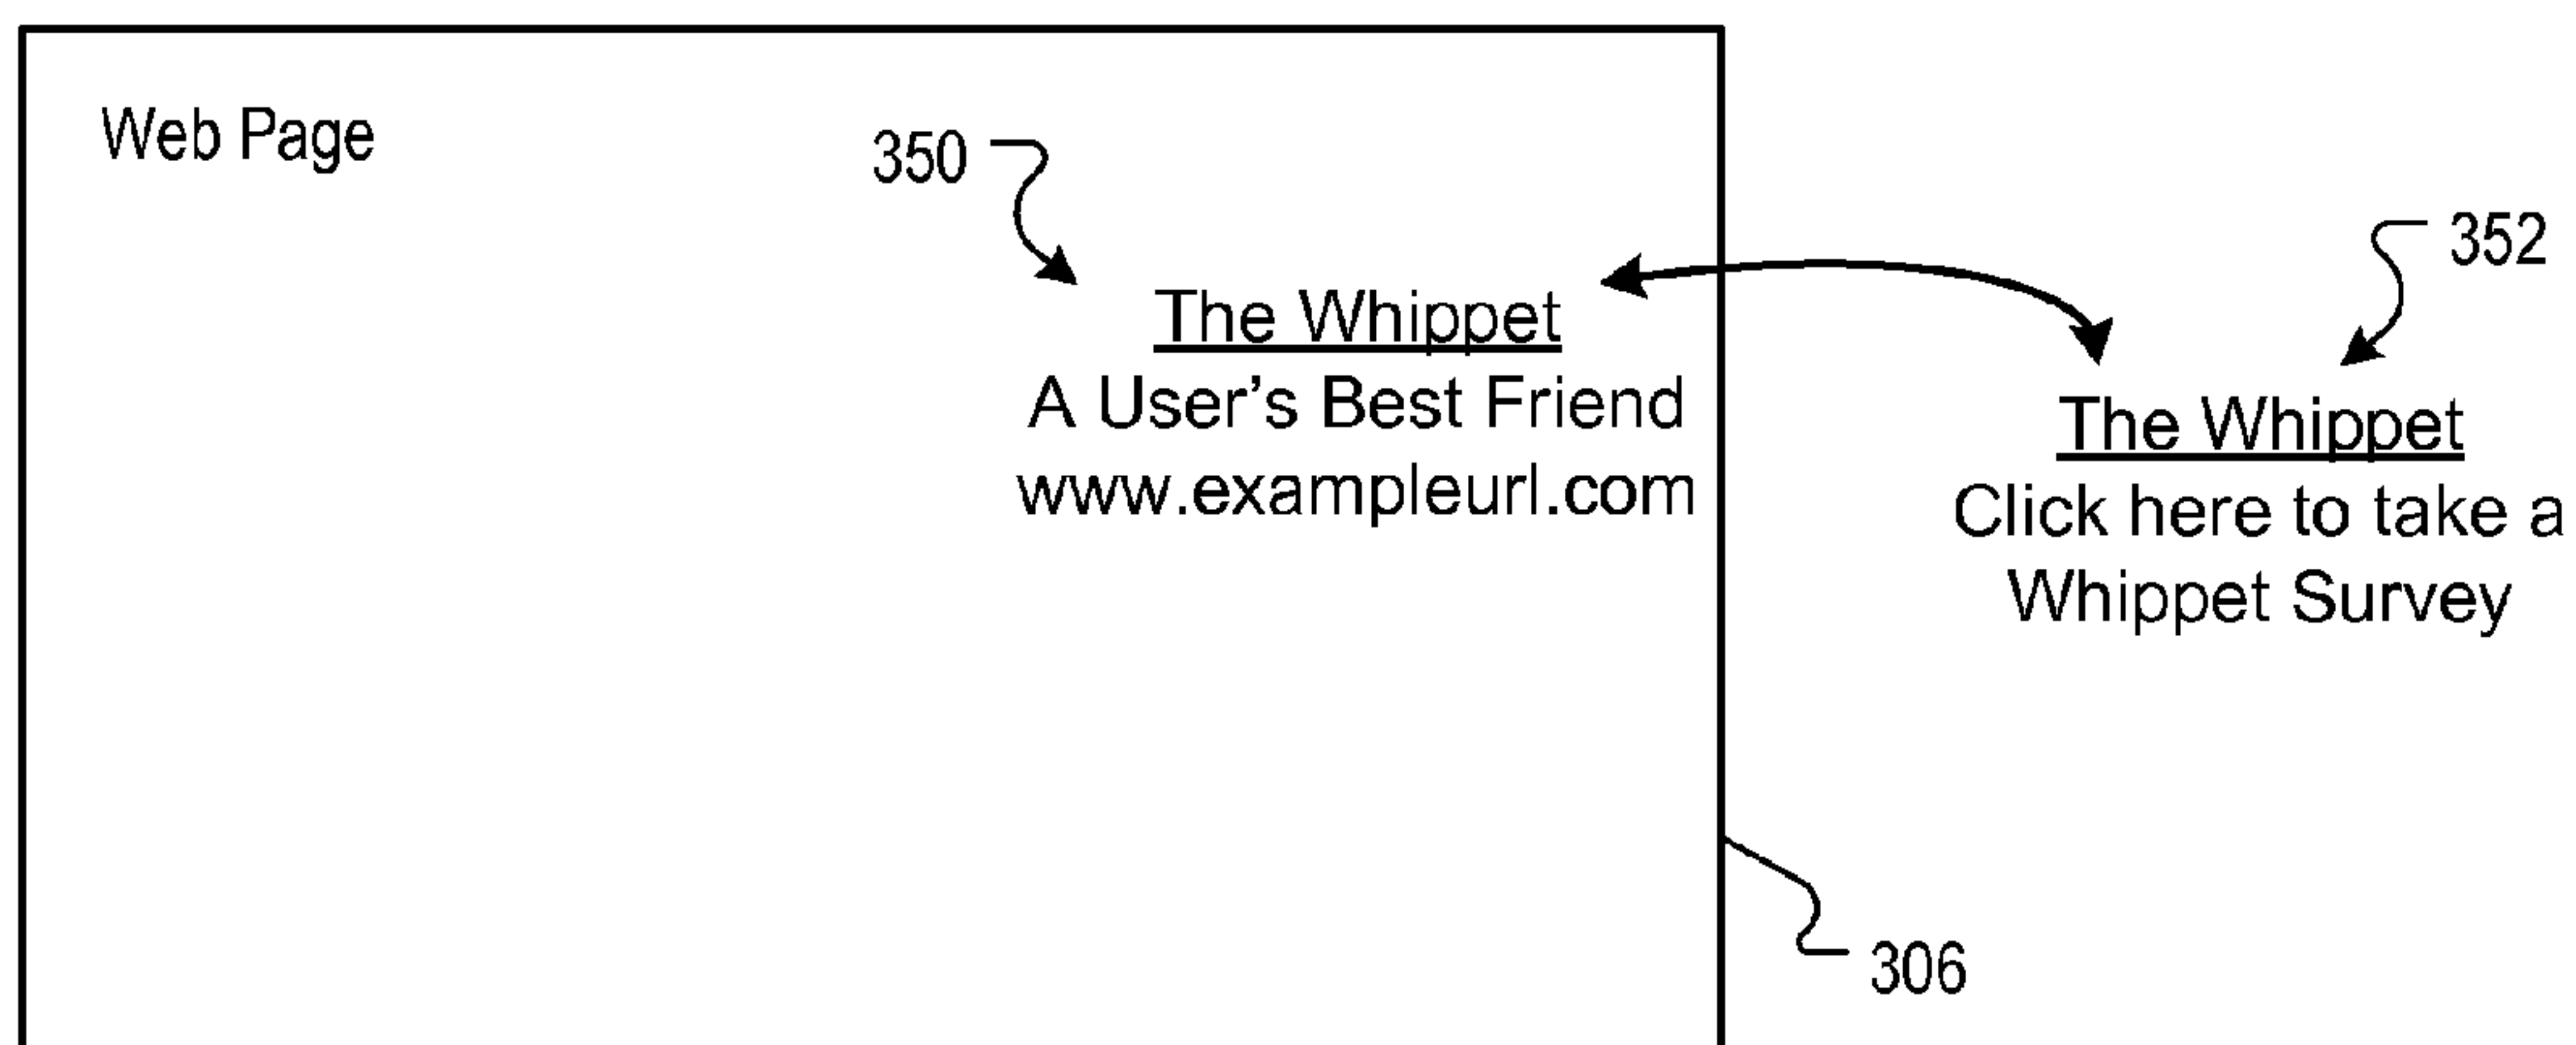 Web Page
350
The Whippet
A User's Best Friend
www.exampleurl.com
352
The Whippet
Click here to take a
Whippet Survey
306